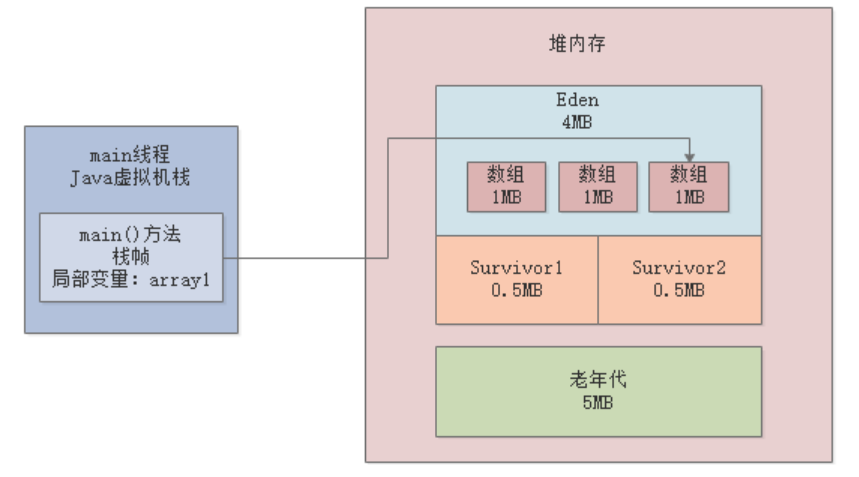 堆内存
Eden
4MB
数组
1MB
数组
1MB
数组
1MB
Survivor1
0.5MB
Survivor2
0.5MB
老年代
5MB
main线程
Java虚拟机栈
main()方法
栈帧
局部变量: array1